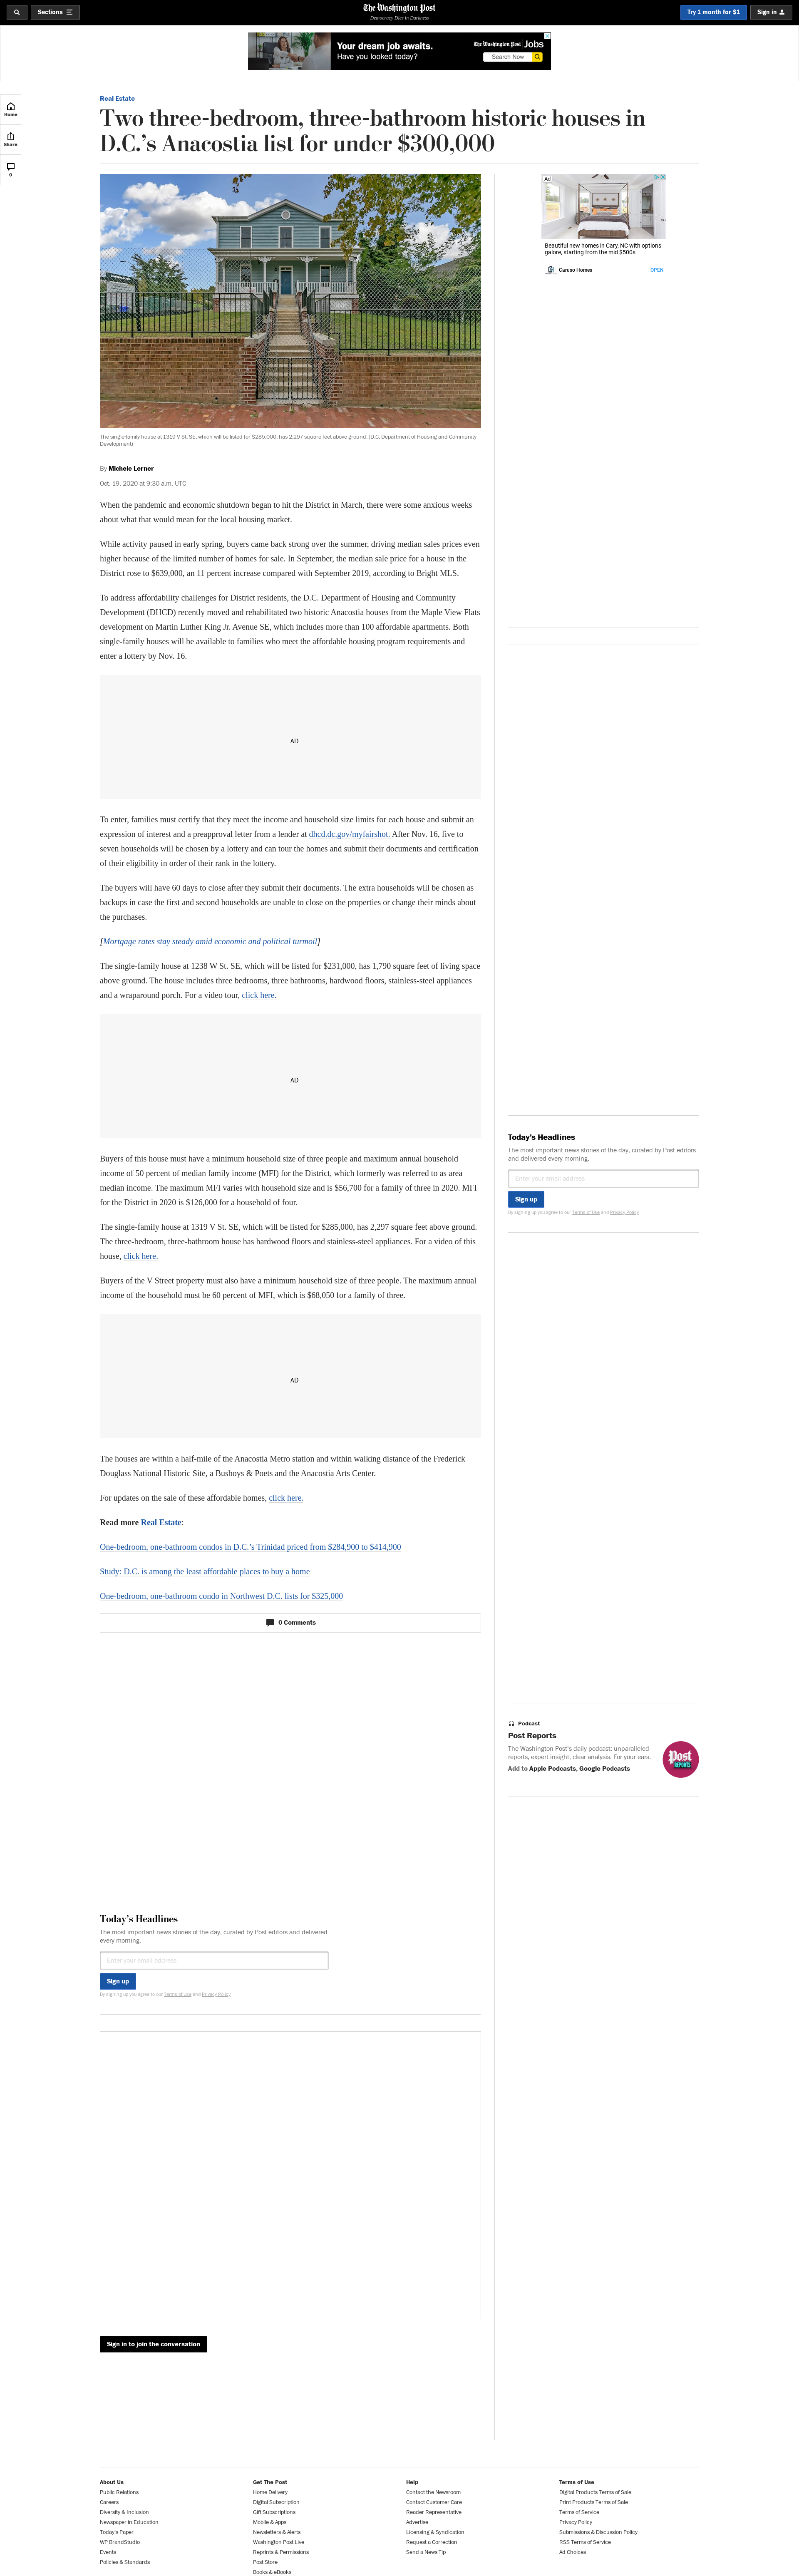 Sections
The Washington Post
Democracy Dies in Darkness
Try 1 month for $1
Sign in
Your dream job awaits.
Have you looked today?
The Washington Post Jobs
Search Now
Home
Share
0
Real Estate
Two three-bedroom, three-bathroom historic houses in
D.C.’s Anacostia list for under $300,000
The single-family house at 1319 V St. SE, which will be listed for $285,000, has 2,297 square feet above ground. (D.C. Department of Housing and Community
Development)
By Michele Lerner
Oct. 19, 2020 at 9:30 a.m. UTC
When the pandemic and economic shutdown began to hit the District in March, there were some anxious weeks
about what that would mean for the local housing market.
While activity paused in early spring, buyers came back strong over the summer, driving median sales prices even
higher because of the limited number of homes for sale. In September, the median sale price for a house in the
District rose to $639,000, an 11 percent increase compared with September 2019, according to Bright MLS.
To address affordability challenges for District residents, the D.C. Department of Housing and Community
Development (DHCD) recently moved and rehabilitated two historic Anacostia houses from the Maple View Flats
development on Martin Luther King Jr. Avenue SE, which includes more than 100 affordable apartments. Both
single-family houses will be available to families who meet the affordable housing program requirements and
enter a lottery by Nov. 16.
AD
To enter, families must certify that they meet the income and household size limits for each house and submit an
expression of interest and a preapproval letter from a lender at dhcd.dc.gov/myfairshot. After Nov. 16, five to
seven households will be chosen by a lottery and can tour the homes and submit their documents and certification
of their eligibility in order of their rank in the lottery.
The buyers will have 60 days to close after they submit their documents. The extra households will be chosen as
backups in case the first and second households are unable to close on the properties or change their minds about
the purchases.
[Mortgage rates stay steady amid economic and political turmoil]
The single-family house at 1238 W St. SE, which will be listed for $231,000, has 1,790 square feet of living space
above ground. The house includes three bedrooms, three bathrooms, hardwood floors, stainless-steel appliances
and a wraparound porch. For a video tour, click here.
AD
Buyers of this house must have a minimum household size of three people and maximum annual household
income of 50 percent of median family income (MFI) for the District, which formerly was referred to as area
median income. The maximum MFI varies with household size and is $56,700 for a family of three in 2020. MFI
for the District in 2020 is $126,000 for a household of four.
The single-family house at 1319 V St. SE, which will be listed for $285,000, has 2,297 square feet above ground.
The three-bedroom, three-bathroom house has hardwood floors and stainless-steel appliances. For a video of this
house, click here.
Buyers of the V Street property must also have a minimum household size of three people. The maximum annual
income of the household must be 60 percent of MFI, which is $68,050 for a family of three.
AD
The houses are within a half-mile of the Anacostia Metro station and within walking distance of the Frederick
Douglass National Historic Site, a Busboys & Poets and the Anacostia Arts Center.
For updates on the sale of these affordable homes, click here.
Read more Real Estate:
One-bedroom, one-bathroom condos in D.C.’s Trinidad priced from $284,900 to $414,900
Study: D.C. is among the least affordable places to buy a home
One-bedroom, one-bathroom condo in Northwest D.C. lists for $325,000
0 Comments
Today’s Headlines
The most important news stories of the day, curated by Post editors and delivered
every morning.
Enter your email address
Sign up
By signing up you agree to our Terms of Use and Privacy Policy
Sign in to join the conversation
Ad
Beautiful new homes in Cary, NC with options
galore, starting from the mid $500s
Caruso Homes
OPEN
Today’s Headlines
The most important news stories of the day, curated by Post editors
and delivered every morning.
Enter your email address
Sign up
By signing up you agree to our Terms of Use and Privacy Policy
Podcast
Post Reports
The Washington Post’s daily podcast: unparalleled
reports, expert insight, clear analysis. For your ears.
Add to Apple Podcasts, Google Podcasts
Post
REPORTS
About Us
Public Relations
Careers
Diversity & Inclusion
Newspaper in Education
Today's Paper
WP BrandStudio
Events
Policies & Standards
Get The Post
Home Delivery
Digital Subscription
Gift Subscriptions
Mobile & Apps
Newsletters & Alerts
Washington Post Live
Reprints & Permissions
Post Store
Books & eBooks
Help
Contact the Newsroom
Contact Customer Care
Reader Representative
Advertise
Licensing & Syndication
Request a Correction
Send a News Tip
Terms of Use
Digital Products Terms of Sale
Print Products Terms of Sale
Terms of Service
Privacy Policy
Submissions & Discussion Policy
RSS Terms of Service
Ad Choices